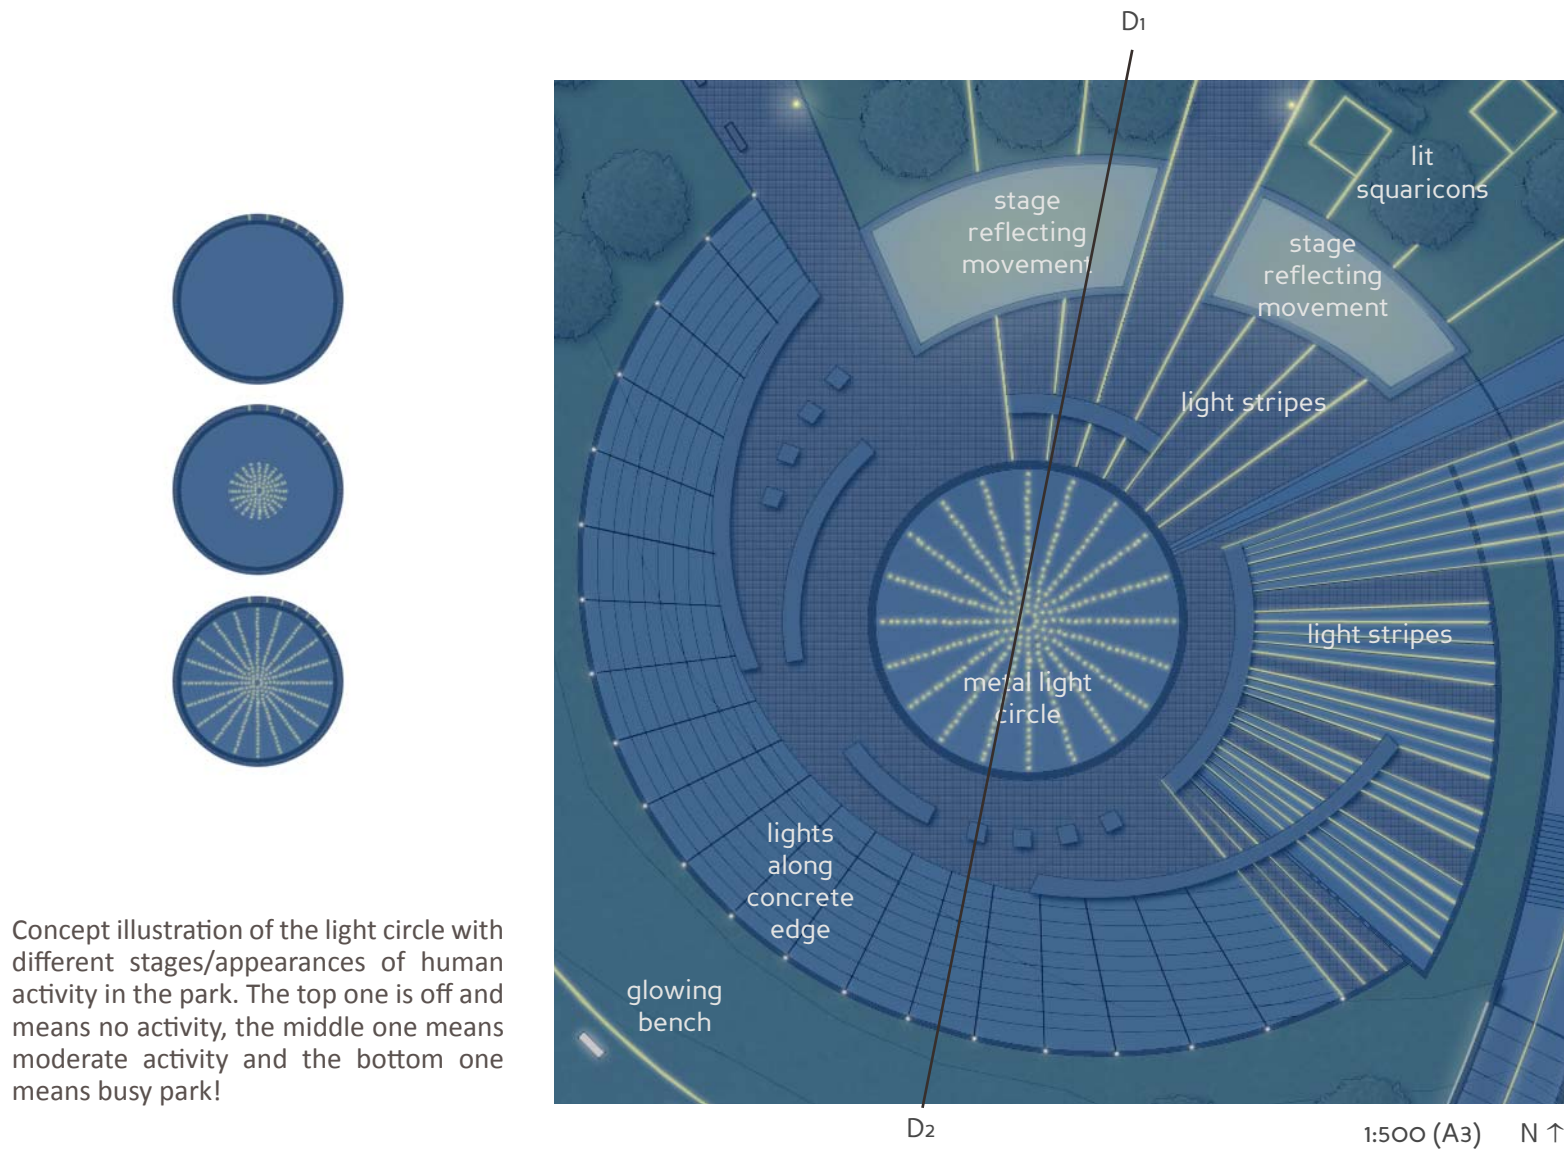 D1
lit
squaricons
stage
reflecting
movement
stage
reflecting
movement
light stripes
light stripes
metal light
circle
lights
along
concrete
edge
glowing
bench
Concept illustration of the light circle with
different stages/appearances of human
activity in the park. The top one is off and
means no activity, the middle one means
moderate activity and the bottom one
means busy park!
D2
1:500 (A3) N ↑